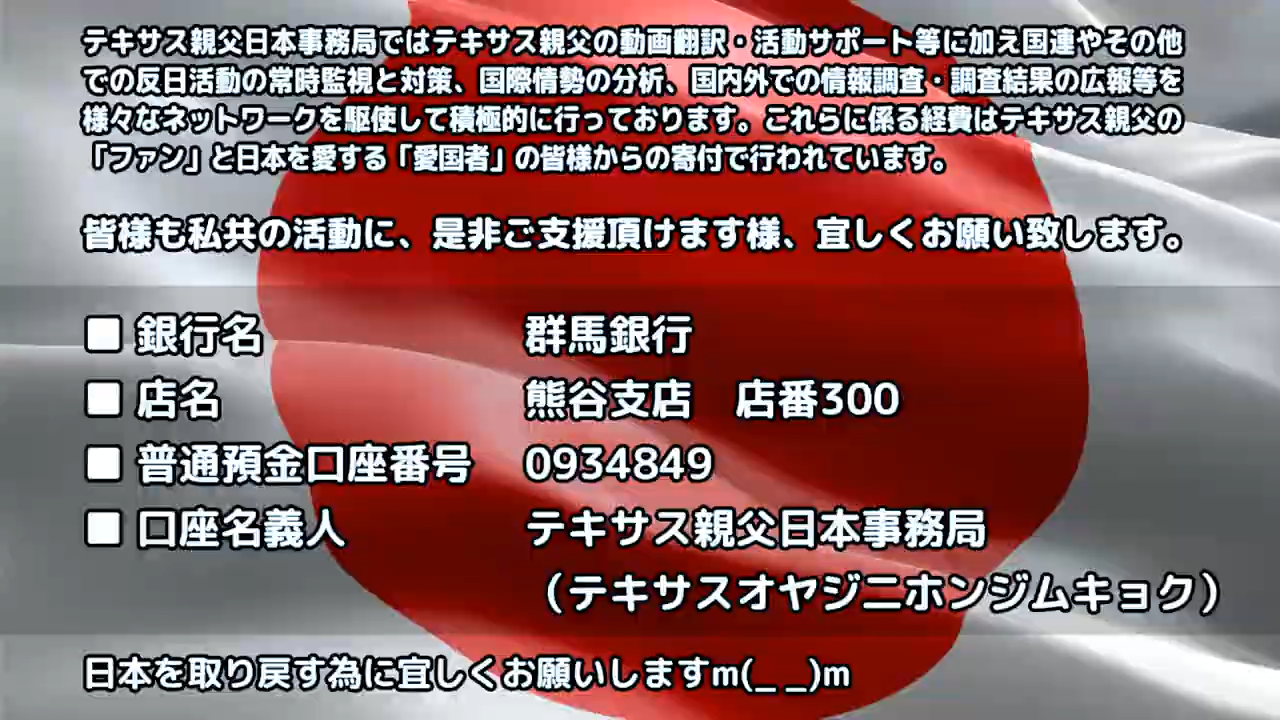 テキサス親父日本事務局ではテキサス親父の動画翻訳・活動サポート等に加え国連やその他
での反日活動の常時監視と対策、国際情勢の分析、国内外での情報調査・調査結果の広報等を
様々なネットワークを駆使して積極的に行っております。これらに係る経費はテキサス親父の
「ファン」と日本を愛する「愛国者」の皆様からの寄付で行われています。
皆様も私共の活動に、是非ご支援頂けます様、宜しくお願い致します。
■ 銀行名 群馬銀行
■ 店名 熊谷支店 店番300
■ 普通預金口座番号 0934849
■ 口座名義人 テキサス親父日本事務局
(テキサスオヤジニホンジムキョク)
日本を取り戻す為に宜しくお願いしますm(_ _)m